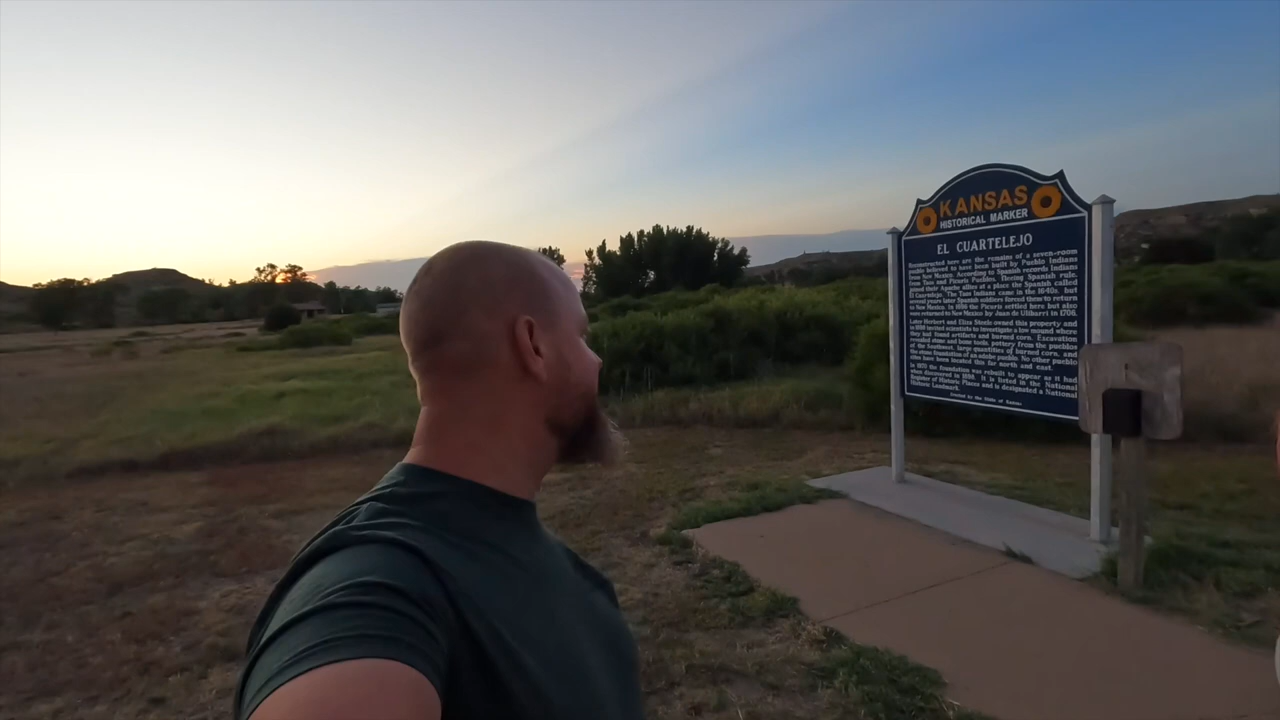 KANSAS
HISTORICAL MARKER
EL CUARTELEJO
Reconstructed here are the remains of a seven-room
pueblo believed to have been built by Pueblo Indians
from New Mexico. According to Spanish records Indians
from Taos and Picuris Pueblos, fleeing Spanish rule,
joined their Apache allies at a place the Spanish called
El Cuartelejo. The Taos Indians came in the 1640s, but
several years later Spanish soldiers forced them to return
to New Mexico. In 1696 the Picuris settled here but also
were returned to New Mexico by Juan de Ulibarri in 1706.
Later Herbert and Eliza Steele owned this property and
in 1898 invited scientists to investigate a low mound where
they had found artifacts and burned corn. Excavation
revealed stone and bone tools, pottery from the pueblos
of the Southwest, large quantities of burned corn, and
the stone foundation of an adobe pueblo. No other pueblo
sites have been located this far north and east.
In 1970 the foundation was rebuilt to appear as it had
when discovered in 1898. It is listed in the National
Register of Historic Places and is designated a National
Historic Landmark.
Erected by the State of Kansas